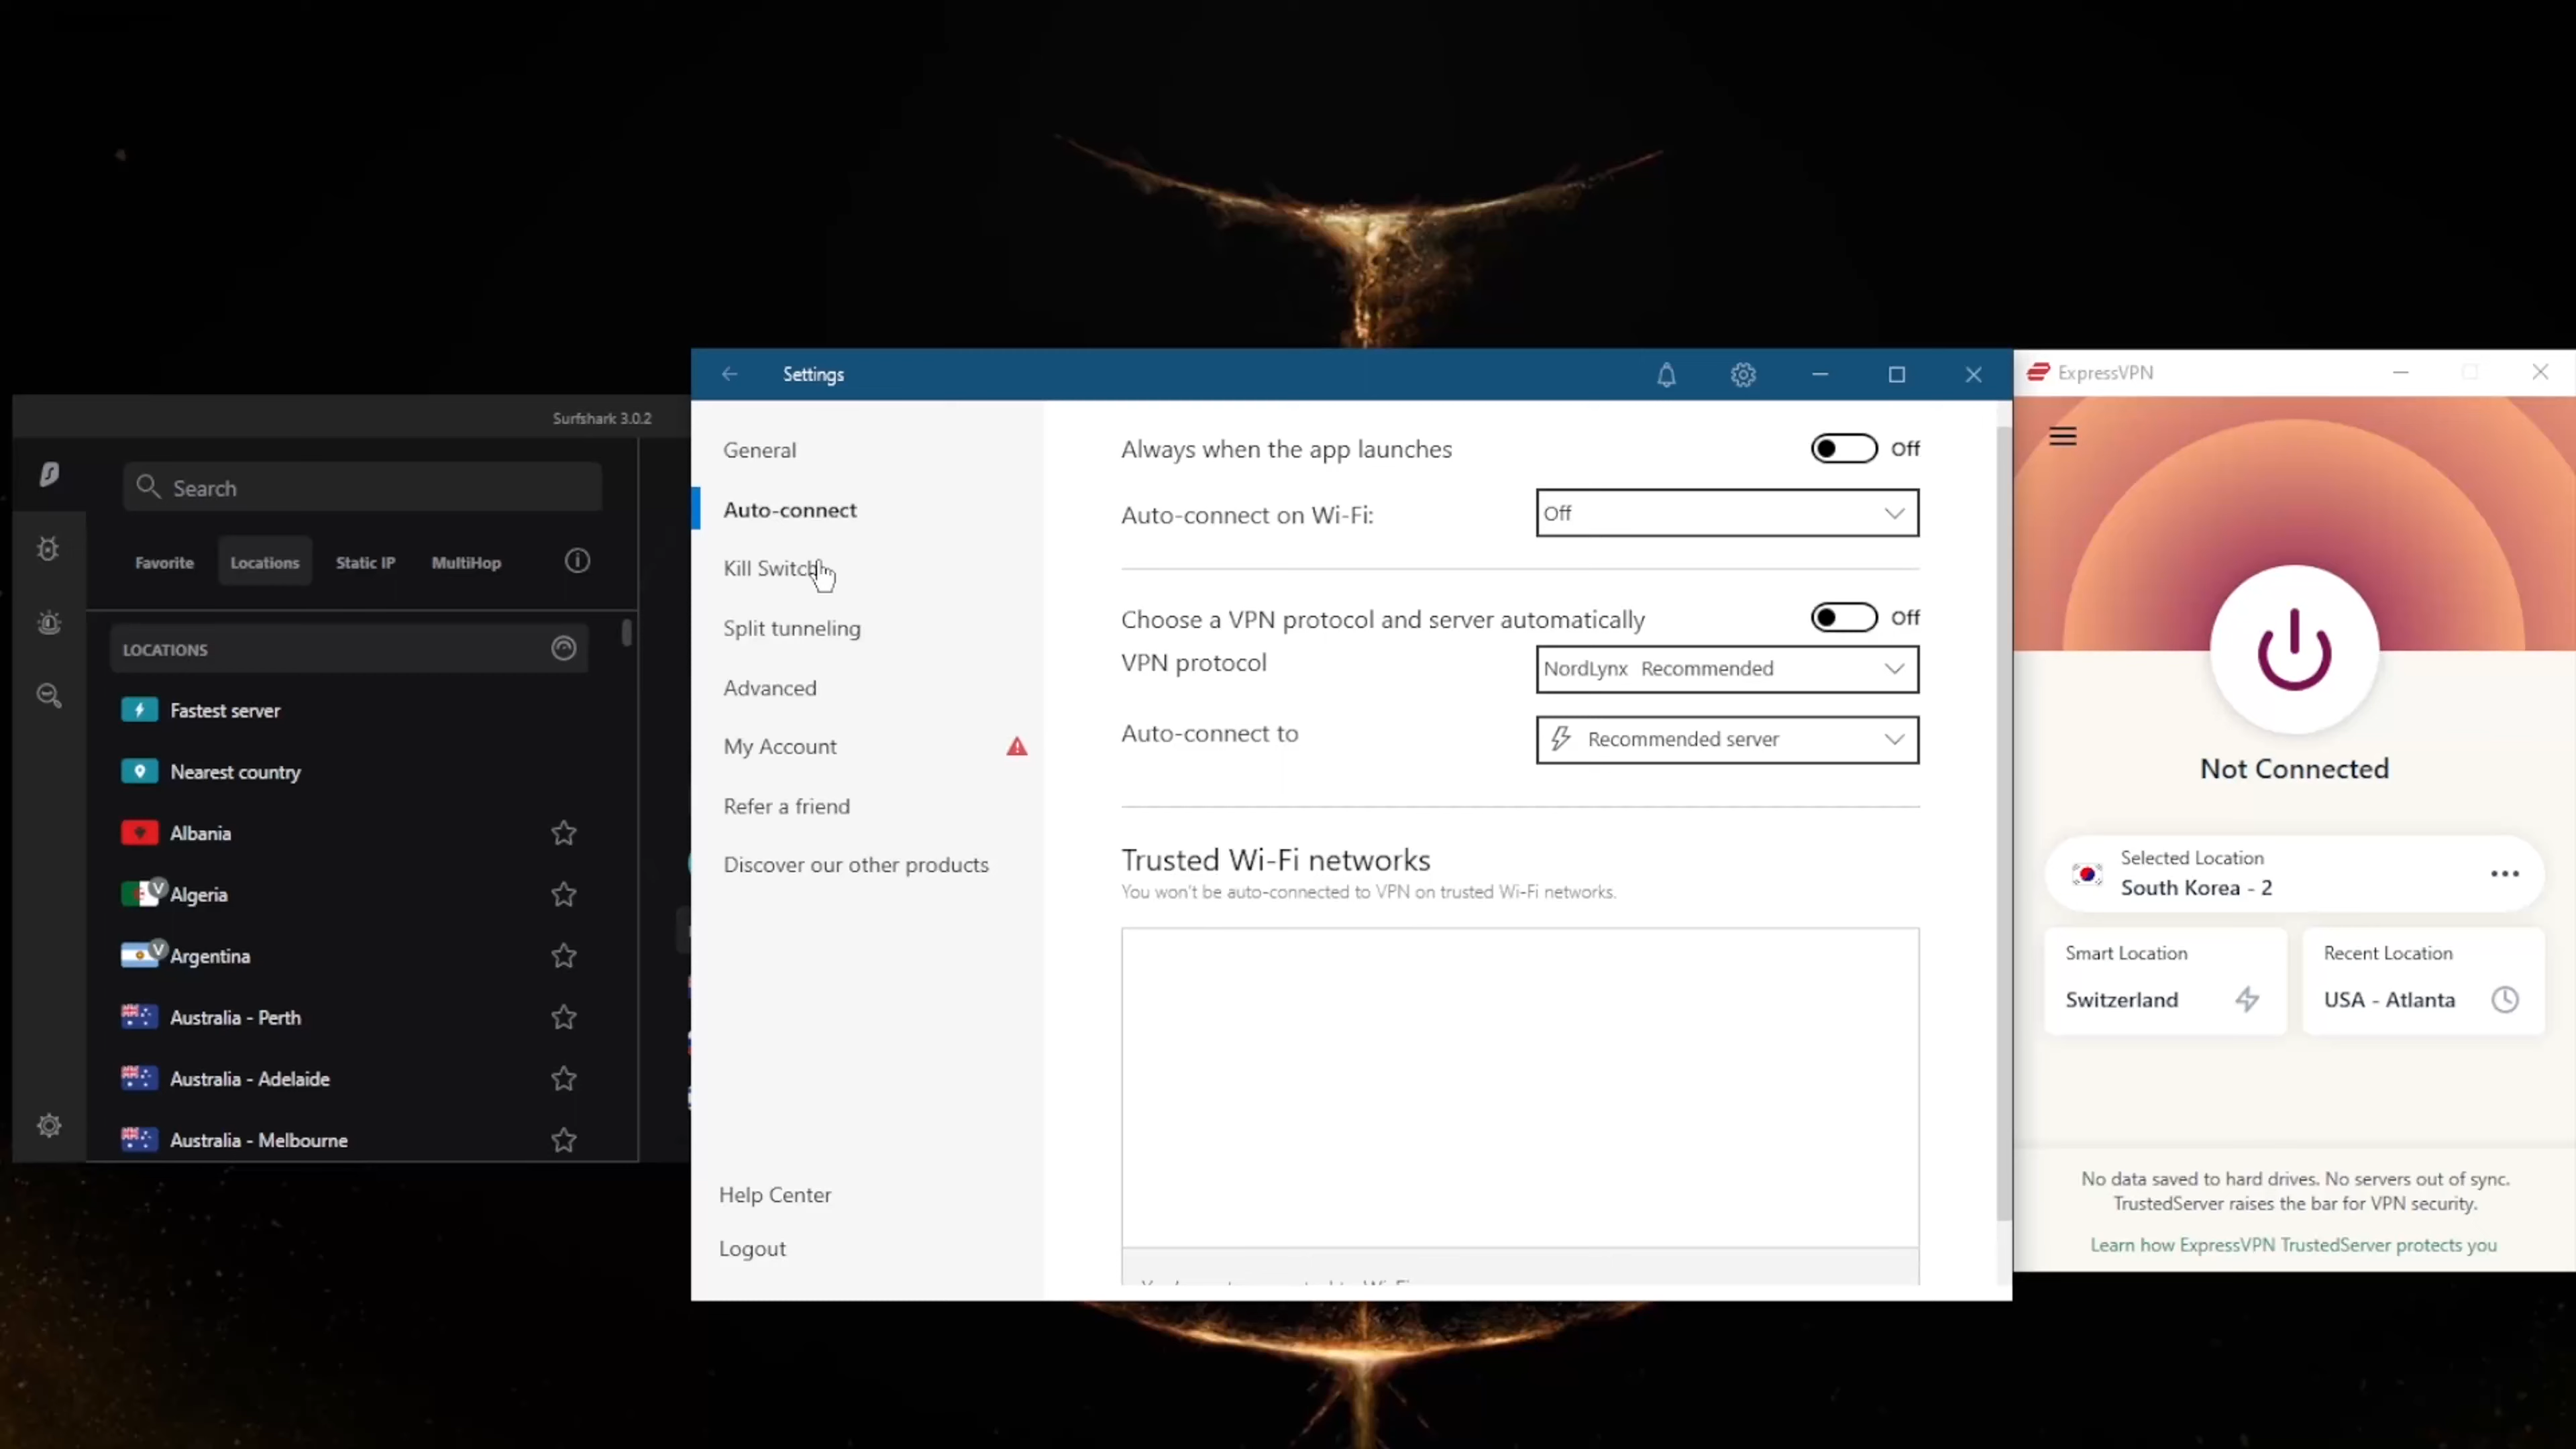 Surfshark 3.0.2
Search
Favorite
Locations
Static IP
MultiHop
LOCATIONS
Fastest server
Nearest country
Albania
V
Algeria
V
Argentina
Australia - Perth
Australia - Adelaide
Australia - Melbourne
Settings
General
Auto-connect
Kill Switch
Split tunneling
Advanced
My Account
Refer a friend
Discover our other products
Help Center
Logout
Always when the app launches
Off
Auto-connect on Wi-Fi:
Off
Choose a VPN protocol and server automatically
Off
VPN protocol
NordLynx Recommended
Auto-connect to
Recommended server
Trusted Wi-Fi networks
You won't be auto-connected to VPN on trusted Wi-Fi networks.
ExpressVPN
Not Connected
Selected Location
South Korea - 2
Smart Location
Switzerland
Recent Location
USA - Atlanta
No data saved to hard drives. No servers out of sync.
TrustedServer raises the bar for VPN security.
Learn how ExpressVPN TrustedServer protects you